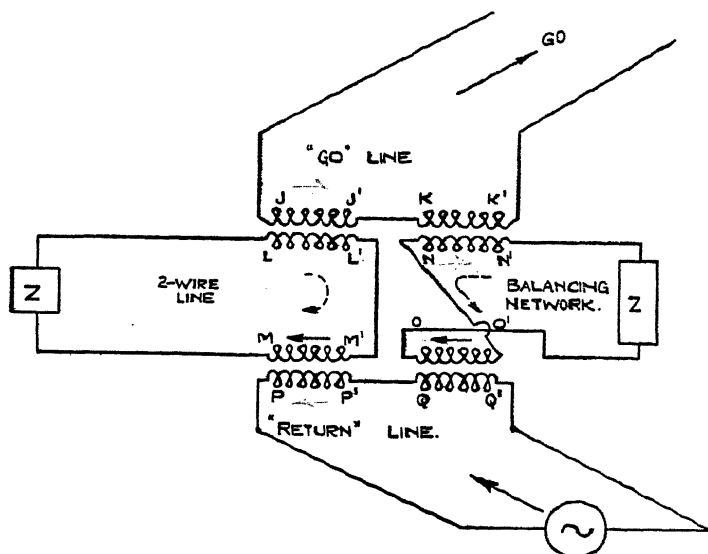 GO
"GO" LINE
J J' K K'
L L' N N'
2-WIRE
LINE
BALANCING
NETWORK.
Z
Z
O O'
M M'
P P' Q Q'
"RETURN" LINE.